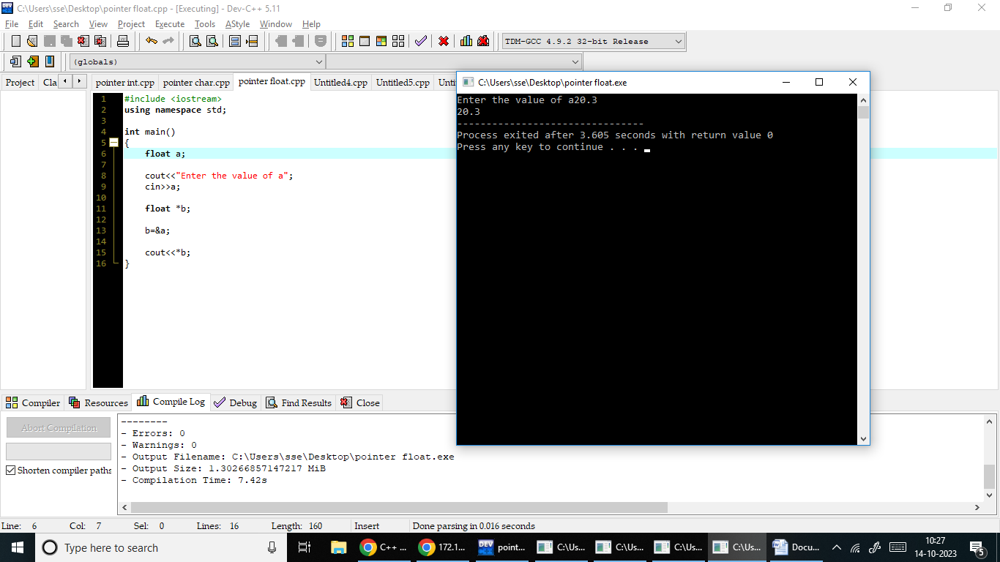 C:\Users\sse\Desktop\pointer float.cpp - [Executing] - Dev-C++ 5.11
File Edit Search View Project Execute Tools AStyle Window Help
TDM-GCC 4.9.2 32-bit Release
(globals)
Project Cla
pointer int.cpp pointer char.cpp pointer float.cpp Untitled4.cpp Untitled5.cpp Unti
1 #include <iostream>
2 using namespace std;
3
4 int main()
5 {
6 float a;
7
8 cout<<"Enter the value of a";
9 cin>>a;
10
11 float *b;
12
13 b=&a;
14
15 cout<<*b;
16 }
C:\Users\sse\Desktop\pointer float.exe
Enter the value of a20.3
20.3
--------------------------------
Process exited after 3.605 seconds with return value 0
Press any key to continue . . .
Compiler Resources Compile Log Debug Find Results Close
Abort Compilation
Shorten compiler paths
--------
- Errors: 0
- Warnings: 0
- Output Filename: C:\Users\sse\Desktop\pointer float.exe
- Output Size: 1.30266857147217 MiB
- Compilation Time: 7.42s
Line: 6 Col: 7 Sel: 0 Lines: 16 Length: 160 Insert Done parsing in 0.016 seconds
Type here to search
C++ ... 172.1... point... C:\Us... C:\Us... C:\Us... C:\Us... Docu...
10:27
14-10-2023
5